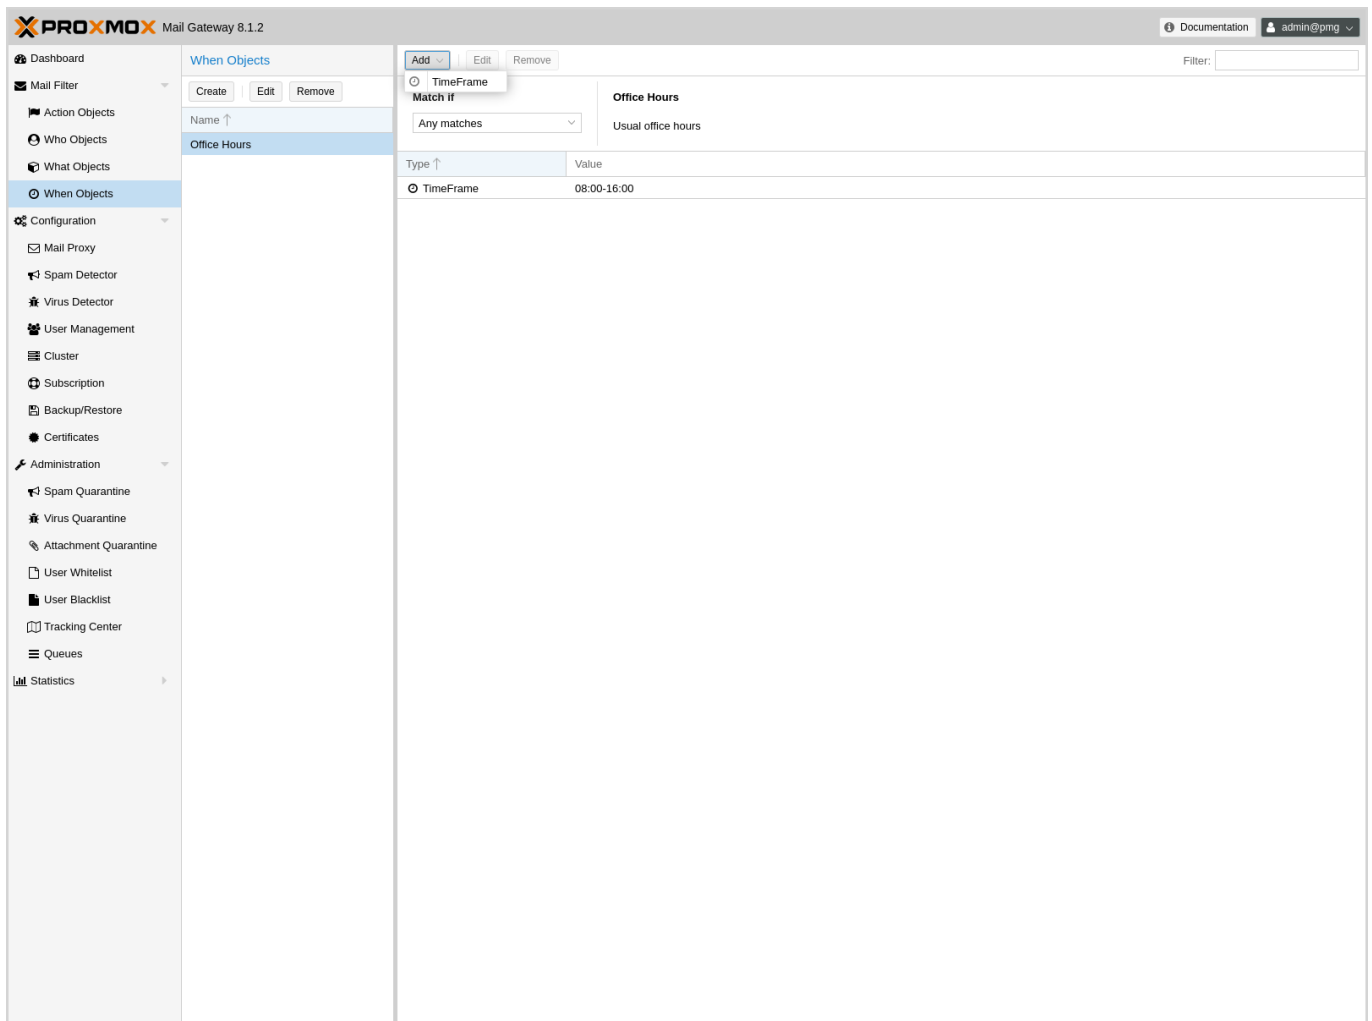 PROXMOX Mail Gateway 8.1.2 Documentation admin@pmg
Dashboard
Mail Filter
Action Objects
Who Objects
What Objects
When Objects
Configuration
Mail Proxy
Spam Detector
Virus Detector
User Management
Cluster
Subscription
Backup/Restore
Certificates
Administration
Spam Quarantine
Virus Quarantine
Attachment Quarantine
User Whitelist
User Blacklist
Tracking Center
Queues
Statistics
When Objects
Create Edit Remove
Name
Office Hours
Add Edit Remove Filter:
TimeFrame
Match if Office Hours
Any matches Usual office hours
Type Value
TimeFrame 08:00-16:00